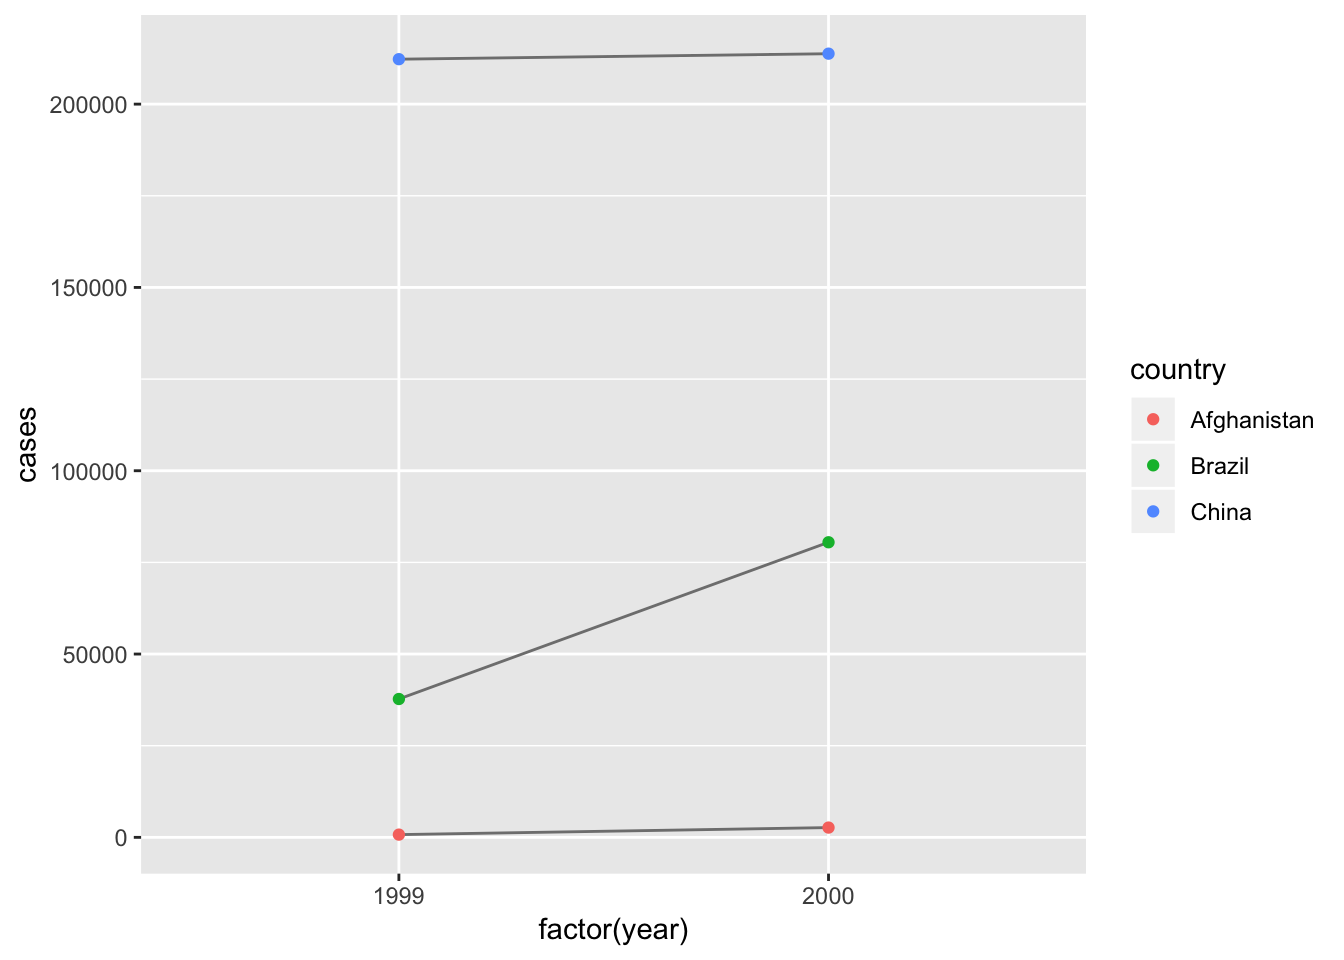 cases
200000
150000
100000
50000
0
1999
2000
factor(year)
country
Afghanistan
Brazil
China